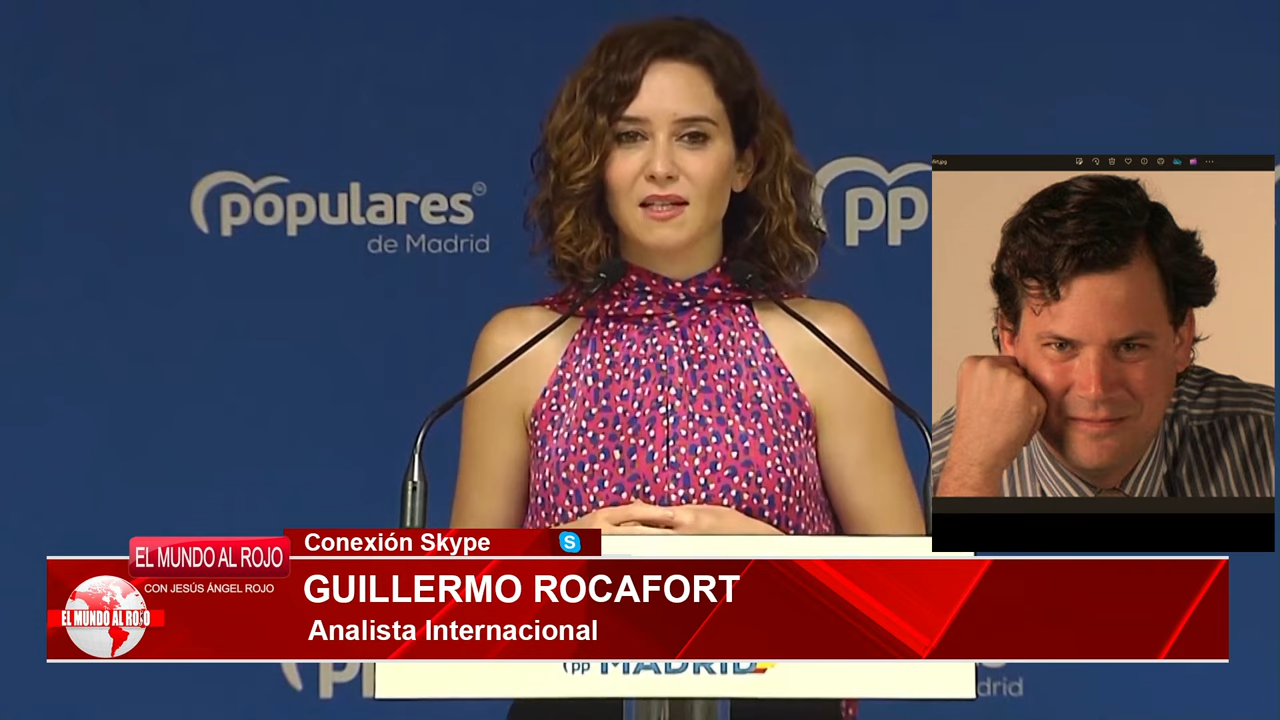 populares
de Madrid
pp
Conexión Skype
EL MUNDO AL ROJO
CON JESÚS ÁNGEL ROJO
GUILLERMO ROCAFORT
EL MUNDO AL ROJO
Analista Internacional
pp MADRID